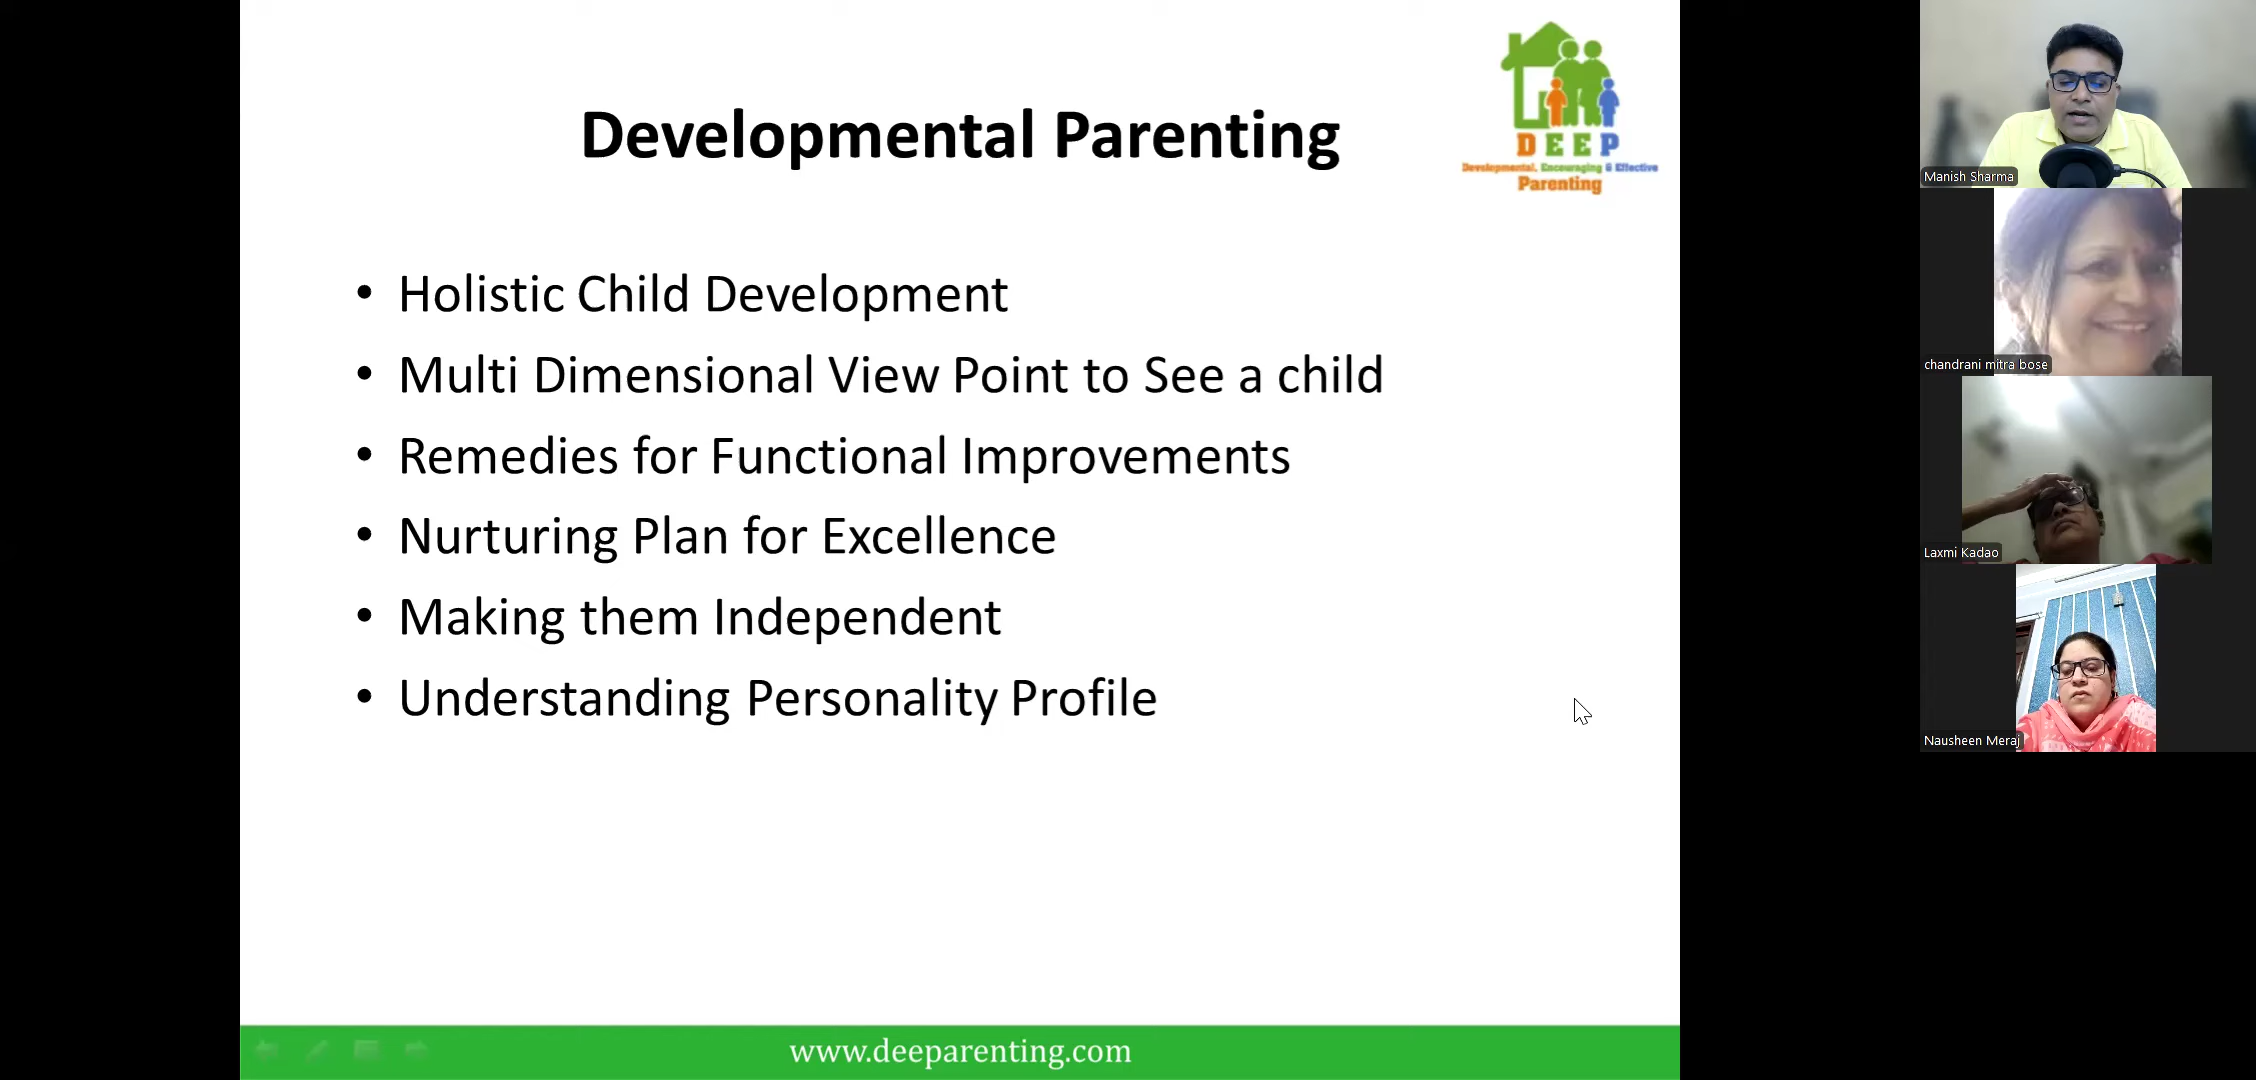 Developmental Parenting
DEEP
Developmental, Encouraging & Effective
Parenting
• Holistic Child Development
• Multi Dimensional View Point to See a child
• Remedies for Functional Improvements
• Nurturing Plan for Excellence
• Making them Independent
• Understanding Personality Profile
www.deeparenting.com
Manish Sharma
chandrani mitra bose
Laxmi Kadao
Nausheen Meraj